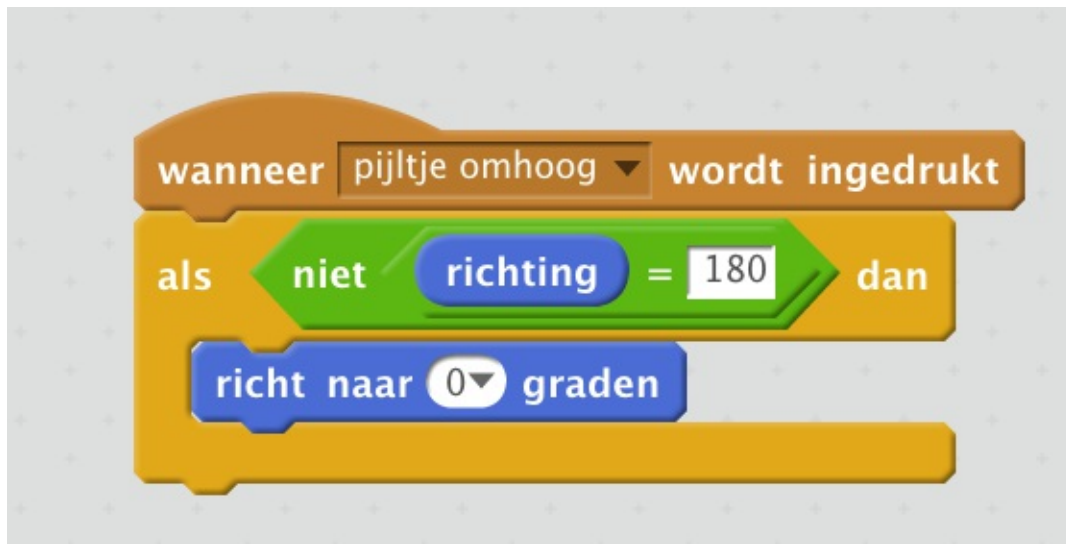 wanneer pijltje omhoog wordt ingedrukt
als niet richting = 180 dan
richt naar 0 graden